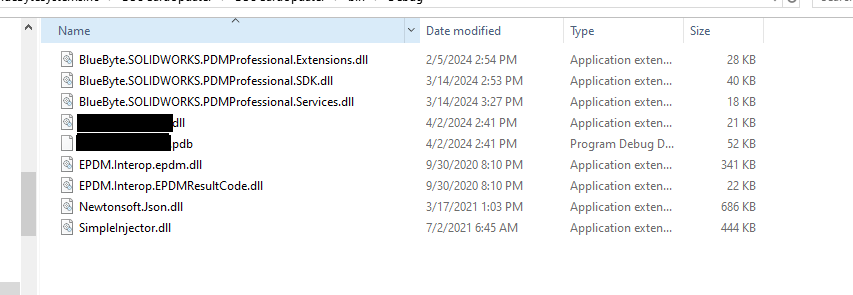 Name Date modified Type Size
BlueByte.SOLIDWORKS.PDMProfessional.Extensions.dll 2/5/2024 2:54 PM Application exten... 28 KB
BlueByte.SOLIDWORKS.PDMProfessional.SDK.dll 3/14/2024 2:53 PM Application exten... 40 KB
BlueByte.SOLIDWORKS.PDMProfessional.Services.dll 3/14/2024 3:27 PM Application exten... 18 KB
dll 4/2/2024 2:41 PM Application exten... 21 KB
pdb 4/2/2024 2:41 PM Program Debug D... 52 KB
EPDM.Interop.epdm.dll 9/30/2020 8:10 PM Application exten... 341 KB
EPDM.Interop.EPDMResultCode.dll 9/30/2020 8:10 PM Application exten... 22 KB
Newtonsoft.Json.dll 3/17/2021 1:03 PM Application exten... 686 KB
SimpleInjector.dll 7/2/2021 6:45 AM Application exten... 444 KB